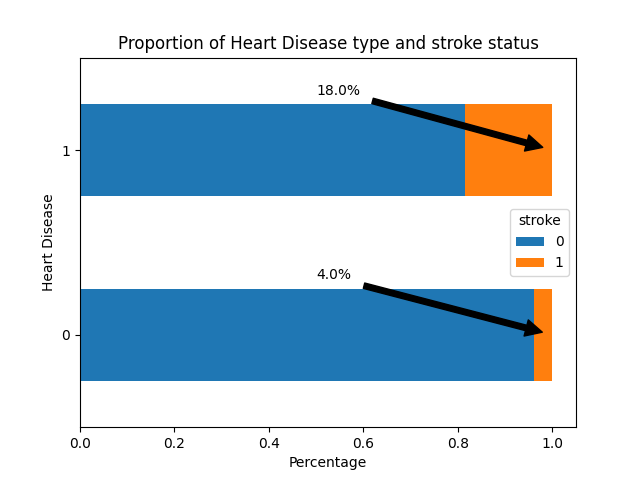 Proportion of Heart Disease type and stroke status
18.0%
1
stroke
0
1
4.0%
0
Heart Disease
0.0 0.2 0.4 0.6 0.8 1.0
Percentage